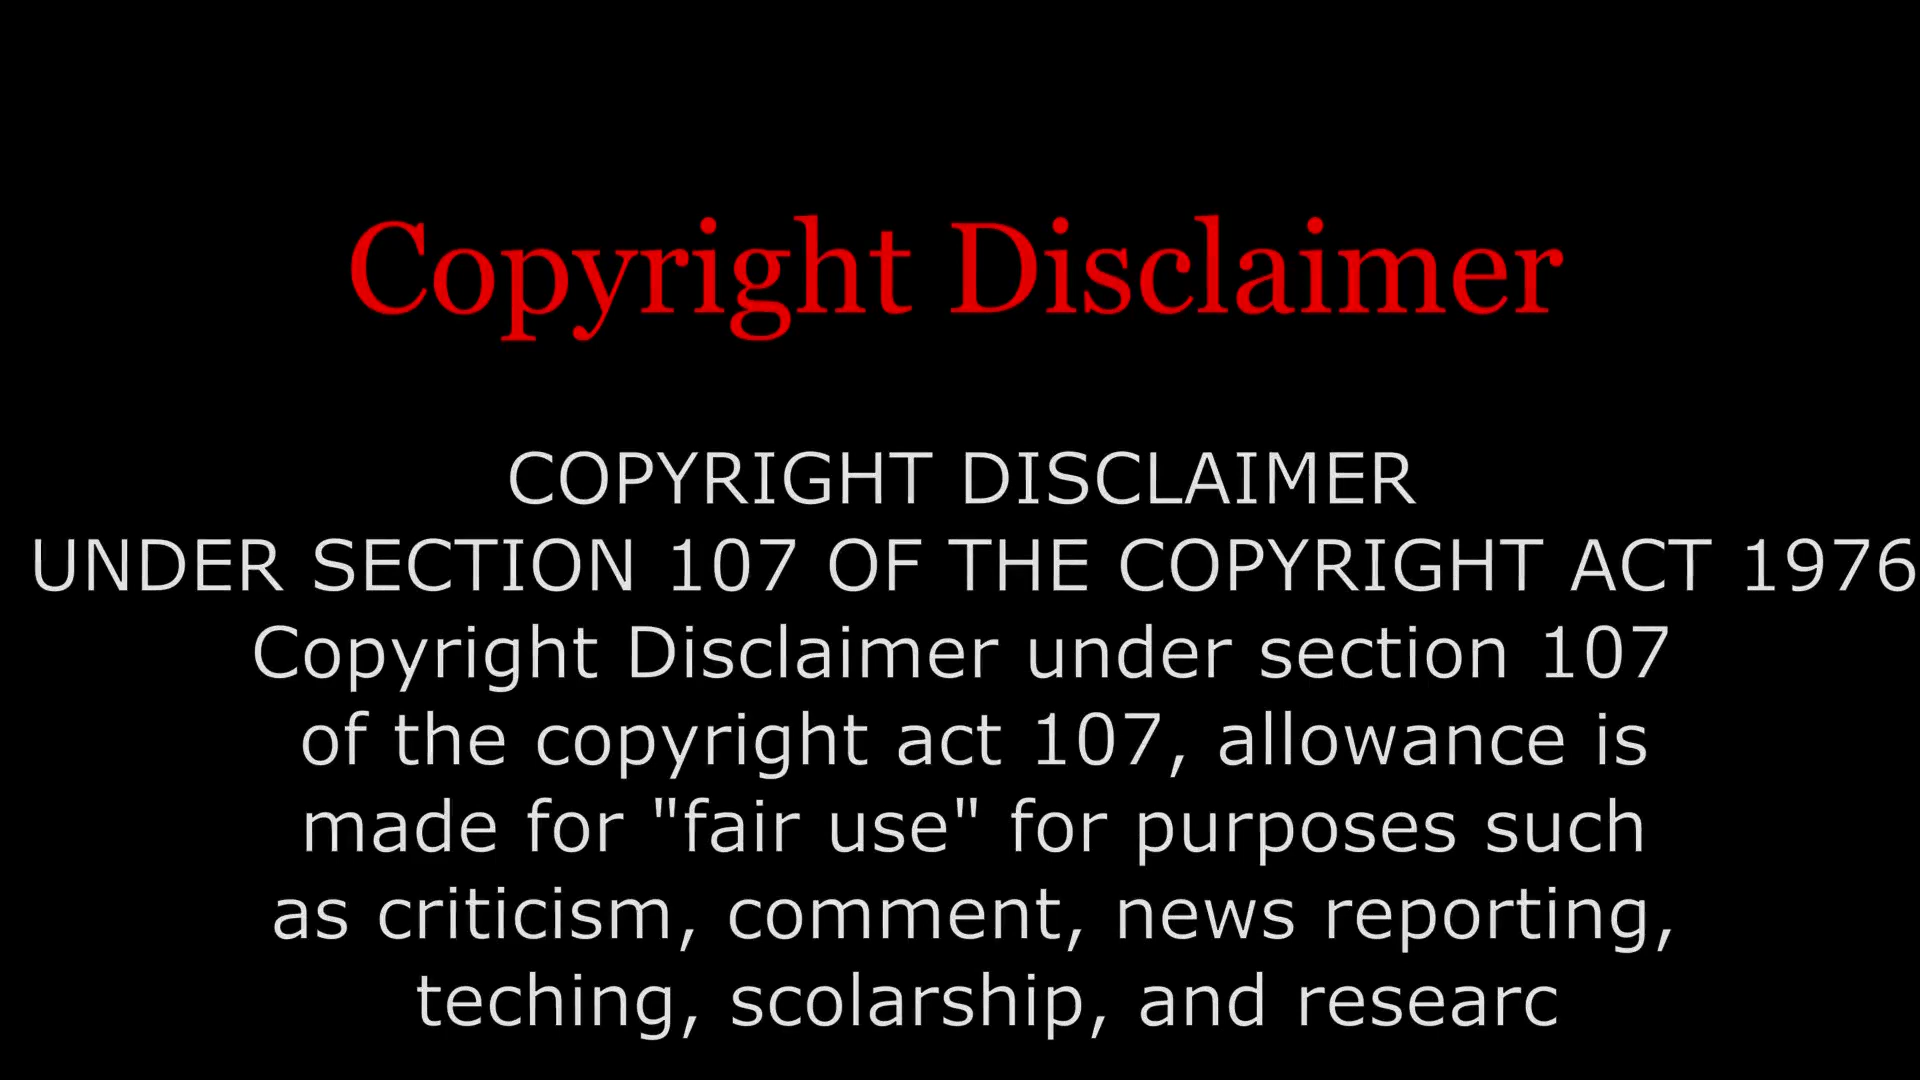 Copyright Disclaimer
COPYRIGHT DISCLAIMER
UNDER SECTION 107 OF THE COPYRIGHT ACT 1976
Copyright Disclaimer under section 107
of the copyright act 107, allowance is
made for "fair use" for purposes such
as criticism, comment, news reporting,
teching, scolarship, and researc